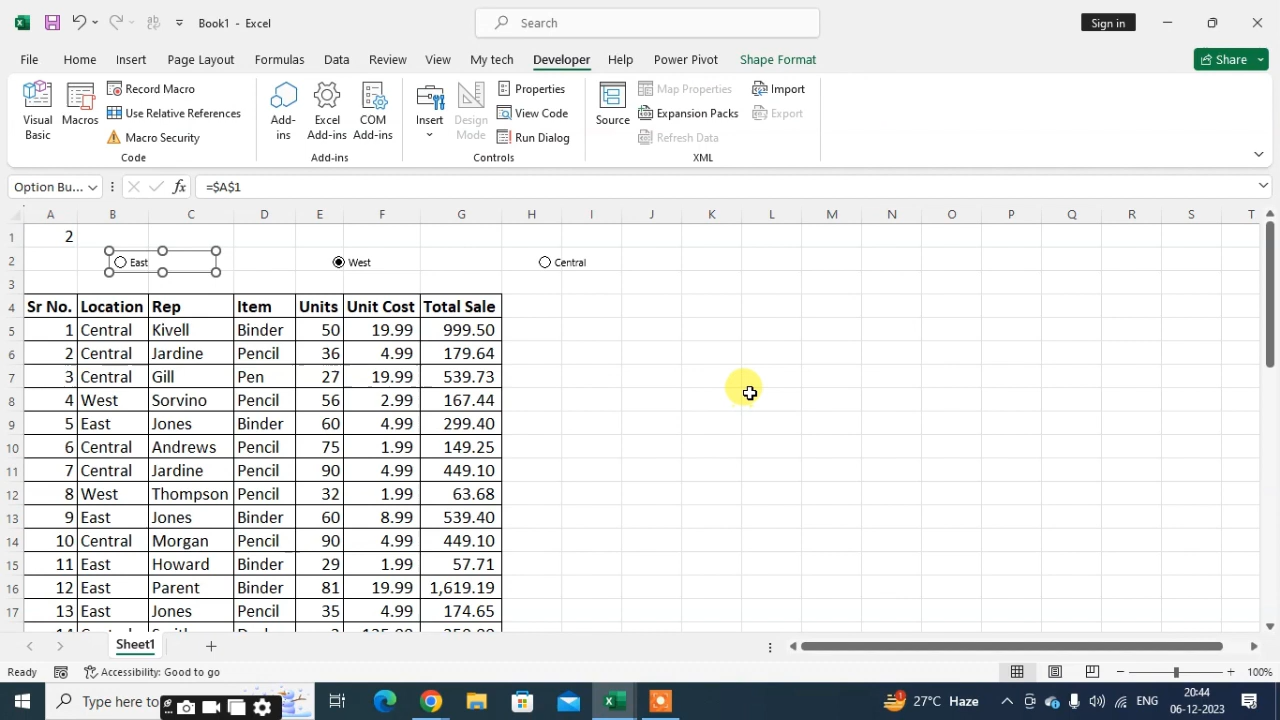 Book1 - Excel
Search
Sign in
File Home Insert Page Layout Formulas Data Review View My tech Developer Help Power Pivot Shape Format Share
Visual Basic
Macros
Record Macro
Use Relative References
Macro Security
Code
Add-ins
Excel Add-ins
COM Add-ins
Add-ins
Insert
Design Mode
Properties
View Code
Run Dialog
Controls
Source
Map Properties
Expansion Packs
Refresh Data
Import
Export
XML
Option Bu... fx =$A$1
A B C D E F G H I J K L M N O P Q R S T
1 2
2 East West Central
3
4 Sr No. Location Rep Item Units Unit Cost Total Sale
5 1 Central Kivell Binder 50 19.99 999.50
6 2 Central Jardine Pencil 36 4.99 179.64
7 3 Central Gill Pen 27 19.99 539.73
8 4 West Sorvino Pencil 56 2.99 167.44
9 5 East Jones Binder 60 4.99 299.40
10 6 Central Andrews Pencil 75 1.99 149.25
11 7 Central Jardine Pencil 90 4.99 449.10
12 8 West Thompson Pencil 32 1.99 63.68
13 9 East Jones Binder 60 8.99 539.40
14 10 Central Morgan Pencil 90 4.99 449.10
15 11 East Howard Binder 29 1.99 57.71
16 12 East Parent Binder 81 19.99 1,619.19
17 13 East Jones Pencil 35 4.99 174.65
Sheet1
Ready Accessibility: Good to go 100%
Type here to 27°C Haze ENG 20:44
06-12-2023